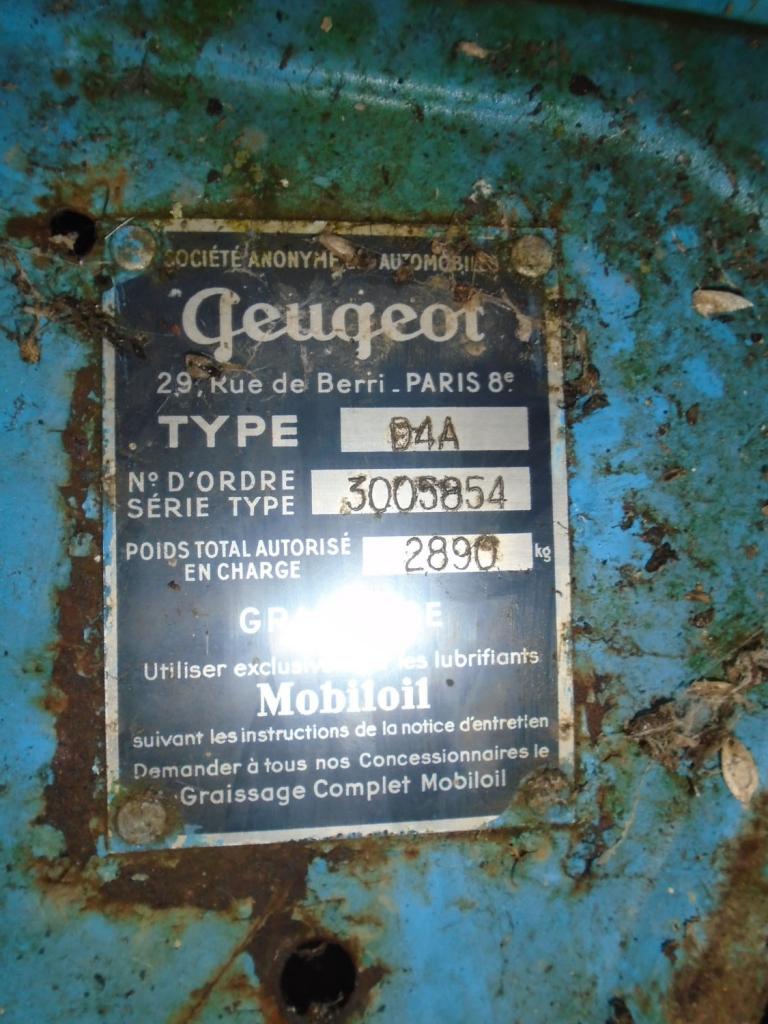 SOCIÉTÉ ANONYME AUTOMOBILES
Peugeot
29, Rue de Berri - PARIS 8e
TYPE D4A
No D'ORDRE
SÉRIE TYPE 3005854
POIDS TOTAL AUTORISÉ
EN CHARGE 2890 kg
Utiliser les lubrifiants
Mobiloil
suivant les instructions de la notice d'entretien
Demander à tous nos Concessionnaires le
Graissage Complet Mobiloil